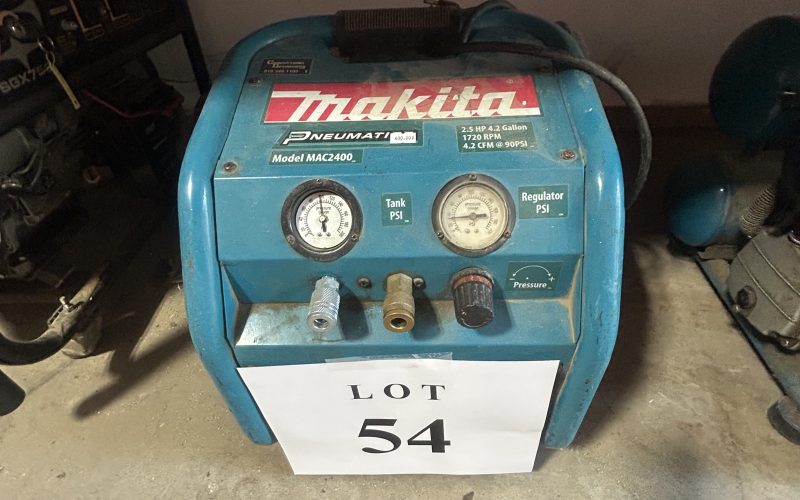 makita
PNEUMATI
2.5 HP 4.2 Gallon
1720 RPM
4.2 CFM @ 90PSI
Model MAC2400
Tank
PSI
Regulator
PSI
Pressure
LOT
54